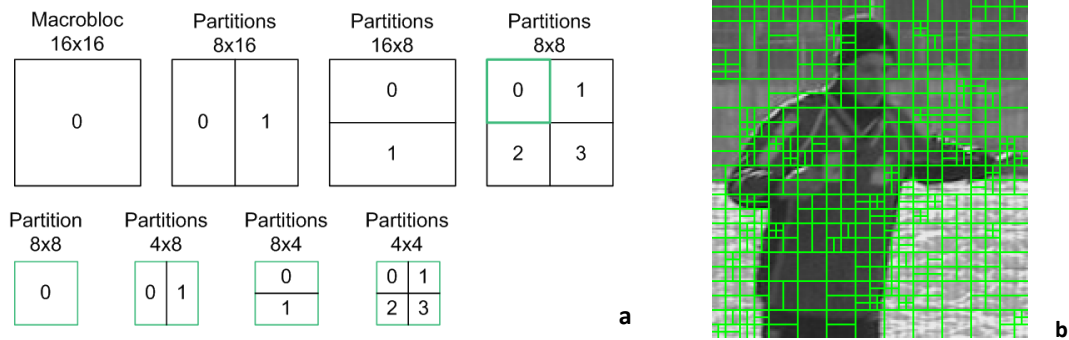 Macrobloc
16x16
Partitions
8x16
Partitions
16x8
Partitions
8x8
0
0
1
0
1
0
1
2
3
Partition
8x8
Partitions
4x8
Partitions
8x4
Partitions
4x4
0
0
1
0
1
0
1
2
3
a
b